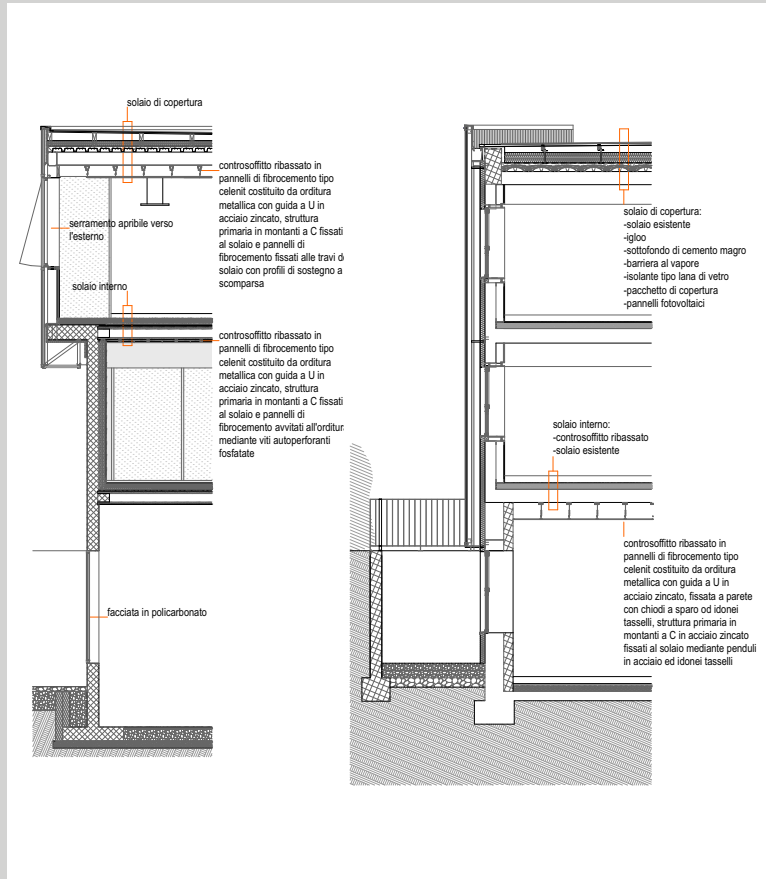 solaio di copertura
controsoffitto ribassato in
pannelli di fibrocemento tipo
celenit costituito da orditura
metallica con guida a U in
acciaio zincato, struttura
primaria in montanti a C fissati
al solaio e pannelli di
fibrocemento fissati alle travi d
solaio con profili di sostegno a
scomparsa
serramento apribile verso
l'esterno
solaio interno
controsoffitto ribassato in
pannelli di fibrocemento tipo
celenit costituito da orditura
metallica con guida a U in
acciaio zincato, struttura
primaria in montanti a C fissati
al solaio e pannelli di
fibrocemento avvitati all'orditur
mediante viti autoperforanti
fosfatate
facciata in policarbonato
solaio di copertura:
-solaio esistente
-igloo
-sottofondo di cemento magro
-barriera al vapore
-isolante tipo lana di vetro
-pacchetto di copertura
-pannelli fotovoltaici
solaio interno:
-controsoffitto ribassato
-solaio esistente
controsoffitto ribassato in
pannelli di fibrocemento tipo
celenit costituito da orditura
metallica con guida a U in
acciaio zincato, fissata a parete
con chiodi a sparo od idonei
tasselli, struttura primaria in
montanti a C in acciaio zincato
fissati al solaio mediante penduli
in acciaio ed idonei tasselli